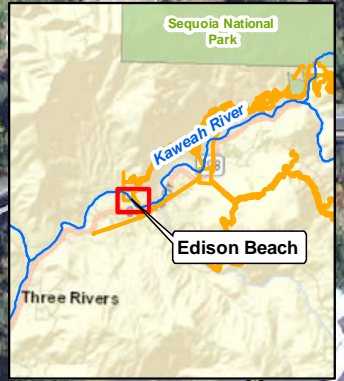 Sequoia National
Park
Kaweah River
Edison Beach
Three Rivers